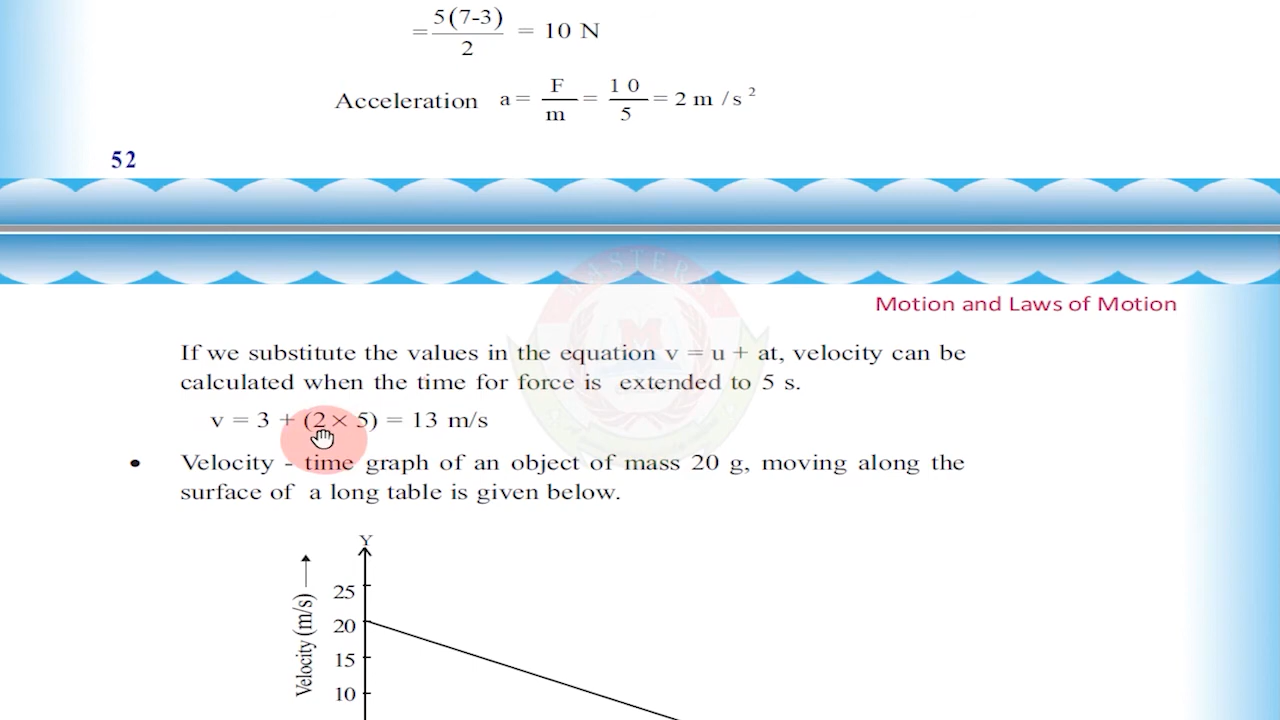 = 5(7-3) / 2 = 10 N
Acceleration a = F / m = 1 0 / 5 = 2 m / s ²
52
Motion and Laws of Motion
If we substitute the values in the equation v = u + at, velocity can be
calculated when the time for force is extended to 5 s.
v = 3 + (2 × 5) = 13 m/s
• Velocity - time graph of an object of mass 20 g, moving along the
surface of a long table is given below.
Y
Velocity (m/s)
25
20
15
10